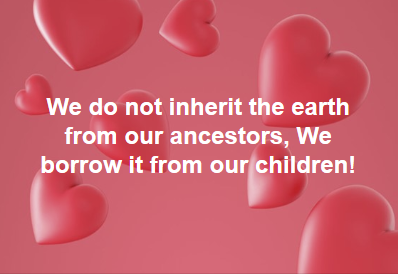 We do not inherit the earth
from our ancestors, We
borrow it from our children!